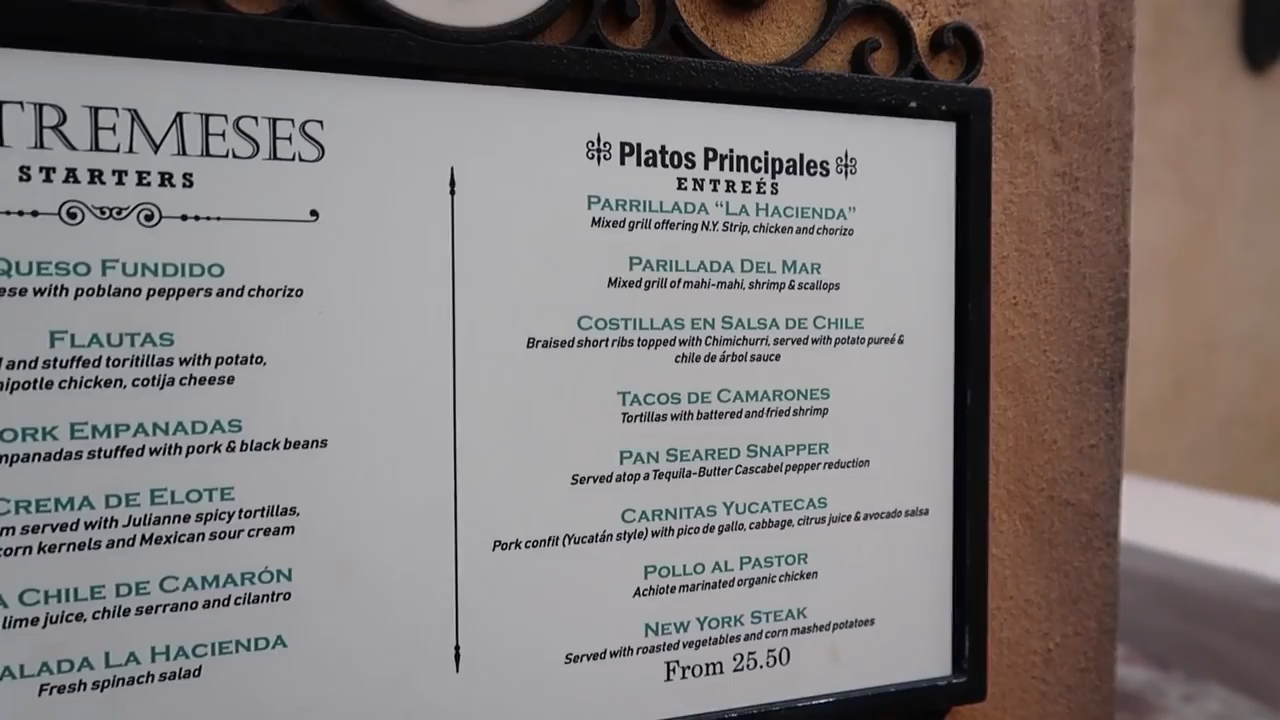 TREMESES
STARTERS
QUESO FUNDIDO
ese with poblano peppers and chorizo
FLAUTAS
and stuffed toritillas with potato,
hipotle chicken, cotija cheese
ORK EMPANADAS
mpanadas stuffed with pork & black beans
CREMA DE ELOTE
m served with Julianne spicy tortillas,
corn kernels and Mexican sour cream
A CHILE DE CAMARÓN
lime juice, chile serrano and cilantro
ALADA LA HACIENDA
Fresh spinach salad
Platos Principales
ENTREÉS
PARRILLADA "LA HACIENDA"
Mixed grill offering N.Y. Strip, chicken and chorizo
PARILLADA DEL MAR
Mixed grill of mahi-mahi, shrimp & scallops
COSTILLAS EN SALSA DE CHILE
Braised short ribs topped with Chimichurri, served with potato pureé &
chile de árbol sauce
TACOS DE CAMARONES
Tortillas with battered and fried shrimp
PAN SEARED SNAPPER
Served atop a Tequila-Butter Cascabel pepper reduction
CARNITAS YUCATECAS
Pork confit (Yucatán style) with pico de gallo, cabbage, citrus juice & avocado salsa
POLLO AL PASTOR
Achiote marinated organic chicken
NEW YORK STEAK
Served with roasted vegetables and corn mashed potatoes
From 25.50